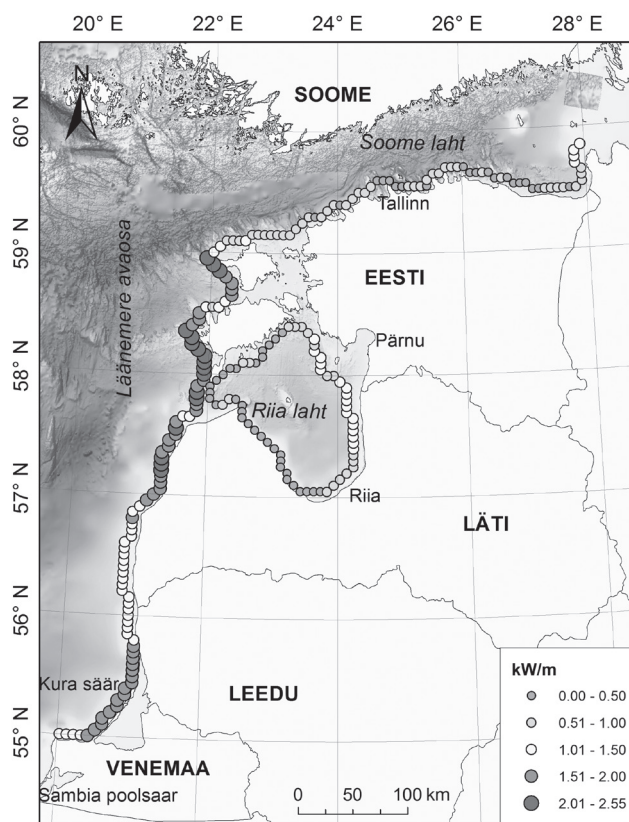 20° E
22° E
24° E
26° E
28° E
N
SOOME
60° N
Soome laht
Tallinn
59° N
Läänemere avaosa
EESTI
Pärnu
58° N
Riia laht
57° N
Riia
LÄTI
56° N
Kura säär
LEEDU
55° N
VENEMAA
Sambia poolsaar
0 50 100 km
kW/m
0.00 - 0.50
0.51 - 1.00
1.01 - 1.50
1.51 - 2.00
2.01 - 2.55